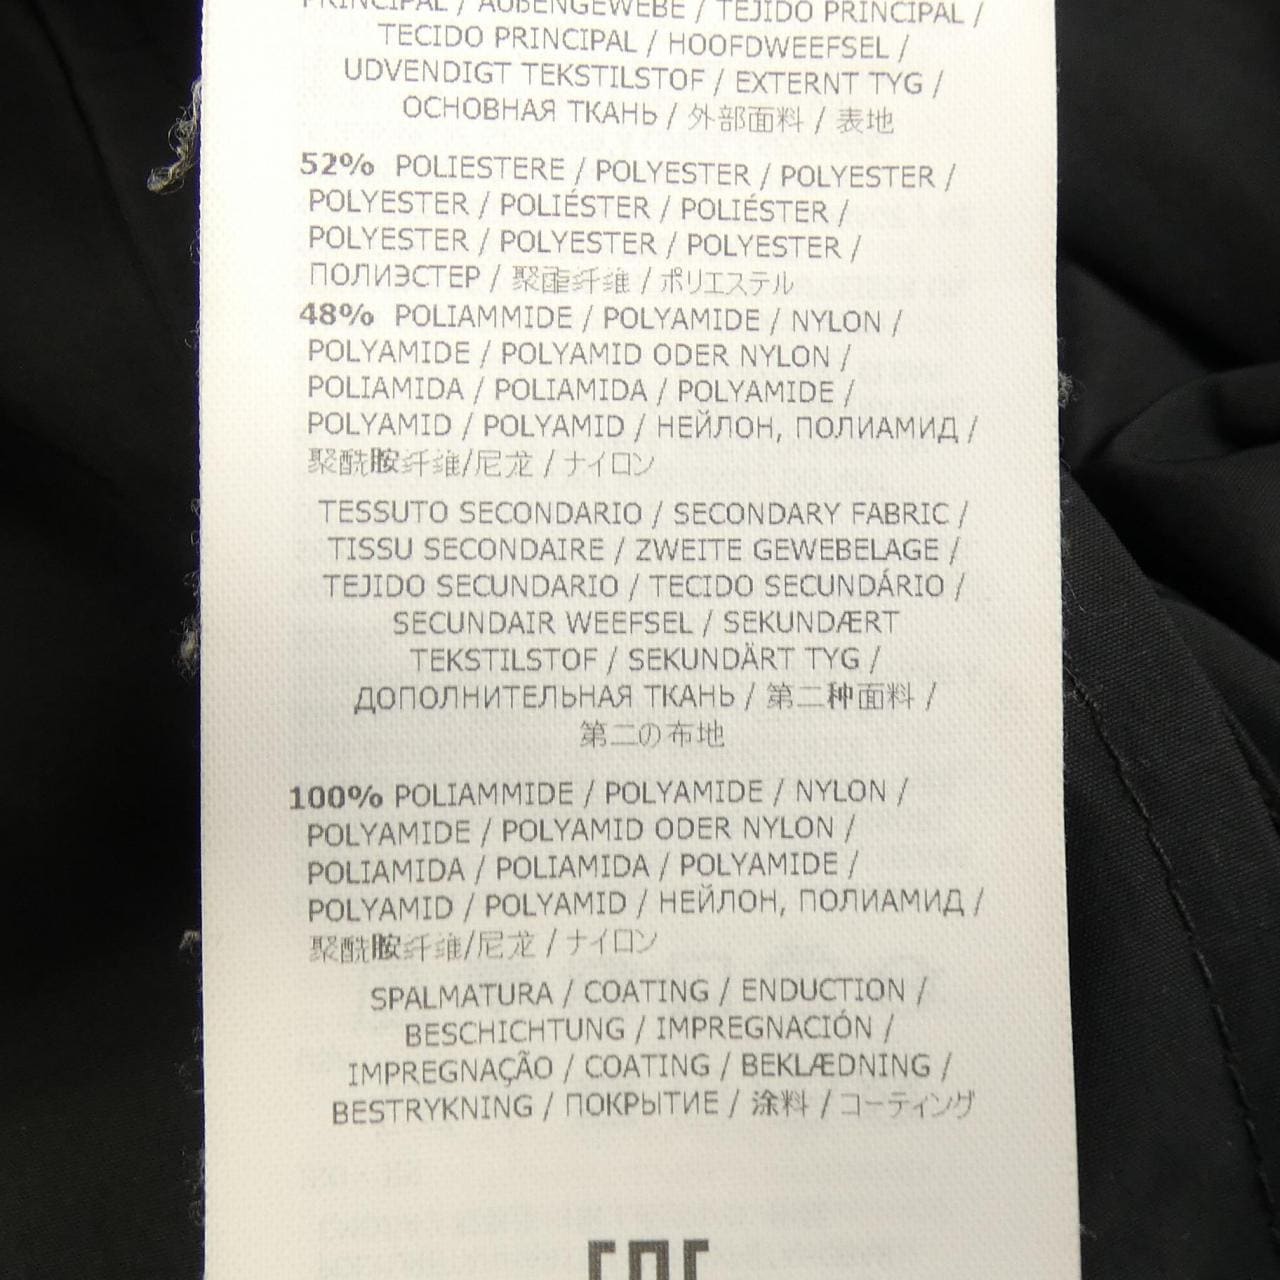 PRINCIPAL / AUßENGEWEBE / TEJIDO PRINCIPAL /
TECIDO PRINCIPAL / HOOFDWEEFSEL /
UDVENDIGT TEKSTILSTOF / EXTERNT TYG /
ОСНОВНАЯ ТКАНЬ / 外部面料 / 表地
52% POLIESTERE / POLYESTER / POLYESTER /
POLYESTER / POLIÉSTER / POLIÉSTER /
POLYESTER / POLYESTER / POLYESTER /
ПОЛИЭСТЕР / 聚酯纤维 / ポリエステル
48% POLIAMMIDE / POLYAMIDE / NYLON /
POLYAMIDE / POLYAMID ODER NYLON /
POLIAMIDA / POLIAMIDA / POLYAMIDE /
POLYAMID / POLYAMID / НЕЙЛОН, ПОЛИАМИД /
聚酰胺纤维/尼龙 / ナイロン
TESSUTO SECONDARIO / SECONDARY FABRIC /
TISSU SECONDAIRE / ZWEITE GEWEBELAGE /
TEJIDO SECUNDARIO / TECIDO SECUNDÁRIO /
SECUNDAIR WEEFSEL / SEKUNDÆRT
TEKSTILSTOF / SEKUNDÄRT TYG /
ДОПОЛНИТЕЛЬНАЯ ТКАНЬ / 第二种面料 /
第二の布地
100% POLIAMMIDE / POLYAMIDE / NYLON /
POLYAMIDE / POLYAMID ODER NYLON /
POLIAMIDA / POLIAMIDA / POLYAMIDE /
POLYAMID / POLYAMID / НЕЙЛОН, ПОЛИАМИД /
聚酰胺纤维/尼龙 / ナイロン
SPALMATURA / COATING / ENDUCTION /
BESCHICHTUNG / IMPREGNACIÓN /
IMPREGNAÇÃO / COATING / BEKLÆDNING /
BESTRYKNING / ПОКРЫТИЕ / 涂料 / コーティング